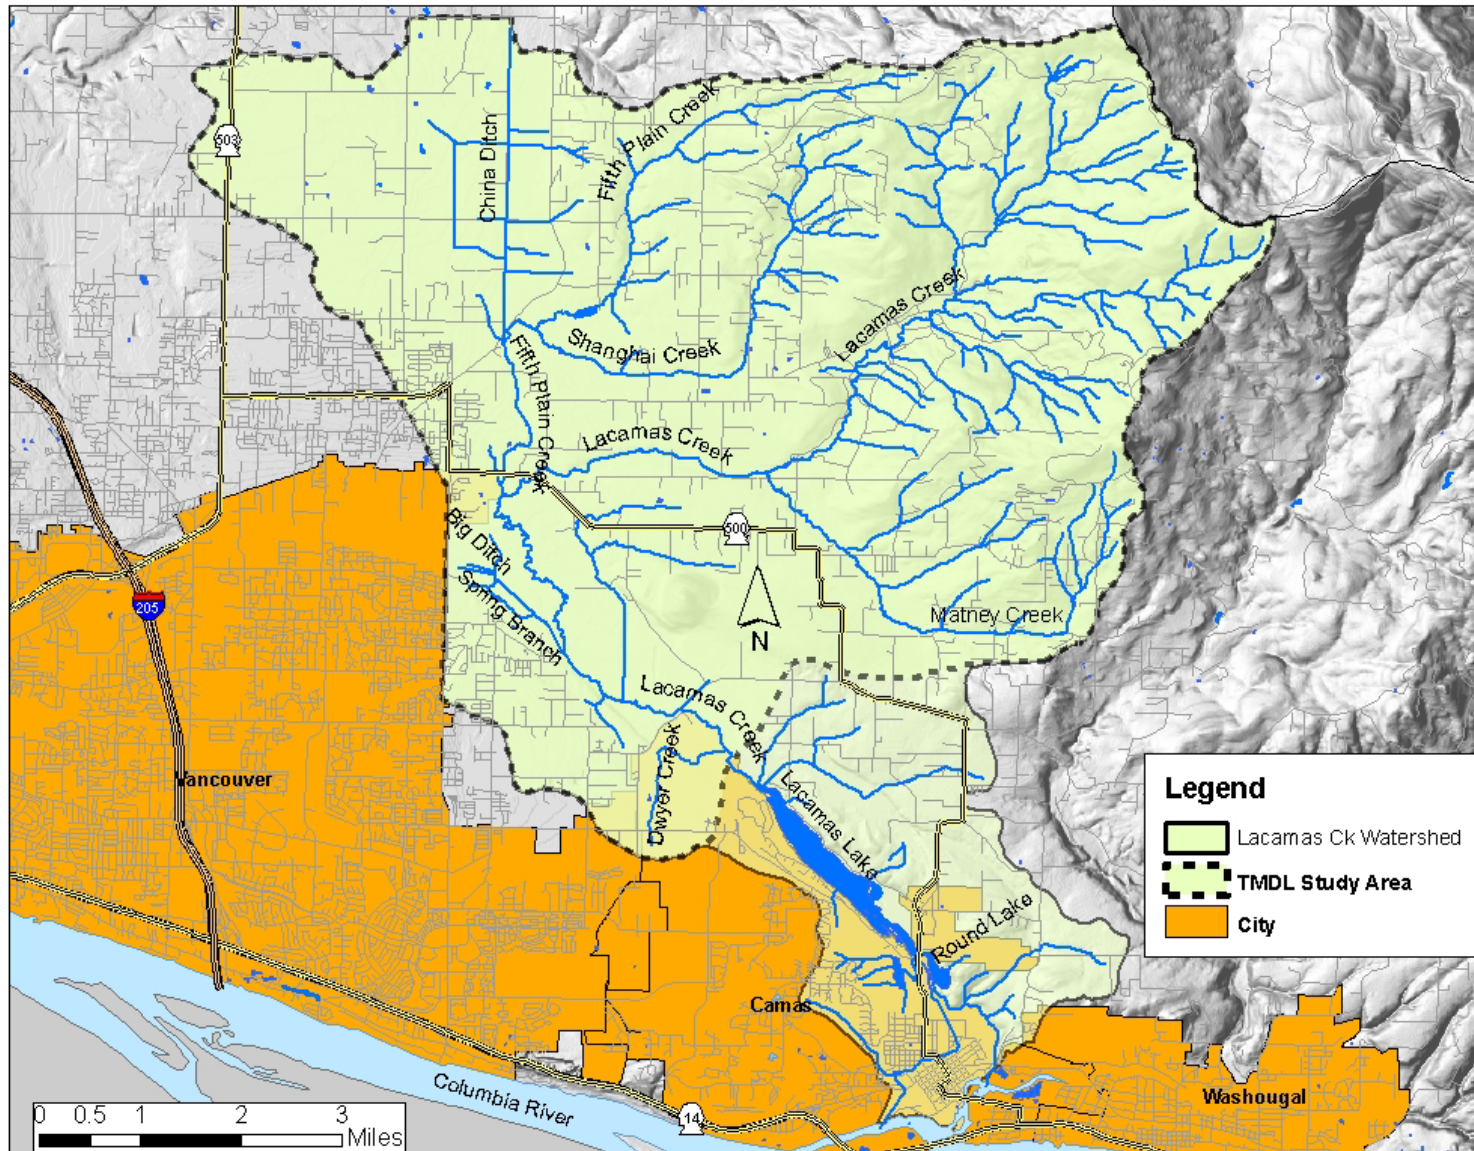 503
China Ditch
Fifth Plain Creek
Shanghai Creek
Lacamas Creek
Fifth Plain Creek
Lacamas Creek
500
Big Ditch
Spring Branch
N
Matney Creek
205
Lacamas Creek
Dwyer Creek
Vancouver
Lacamas Lake
Round Lake
Camas
Legend
Lacamas Ck Watershed
TMDL Study Area
City
Columbia River
14
Washougal
0 0.5 1 2 3
Miles